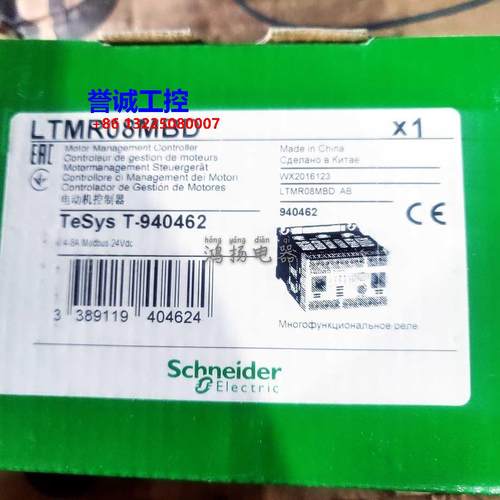 誉诚工控
+86 13235080007
LTMR08MBD x1
EAC
Motor Management Controller
Controleur de gestion de moteurs
Motormanagement Steuergerät
Controllore di Management dei Motori
Controlador de Gestión de Motores
电动机控制器
Made in China
Сделано в Китае
WX2016123
LTMR08MBD AB
940462
CE
TeSys T-940462
4-8A Modbus 24Vdc
hóng yáng diàn
鸿扬电器
3 389119 404624
Многофункциональное реле
Schneider
Electric